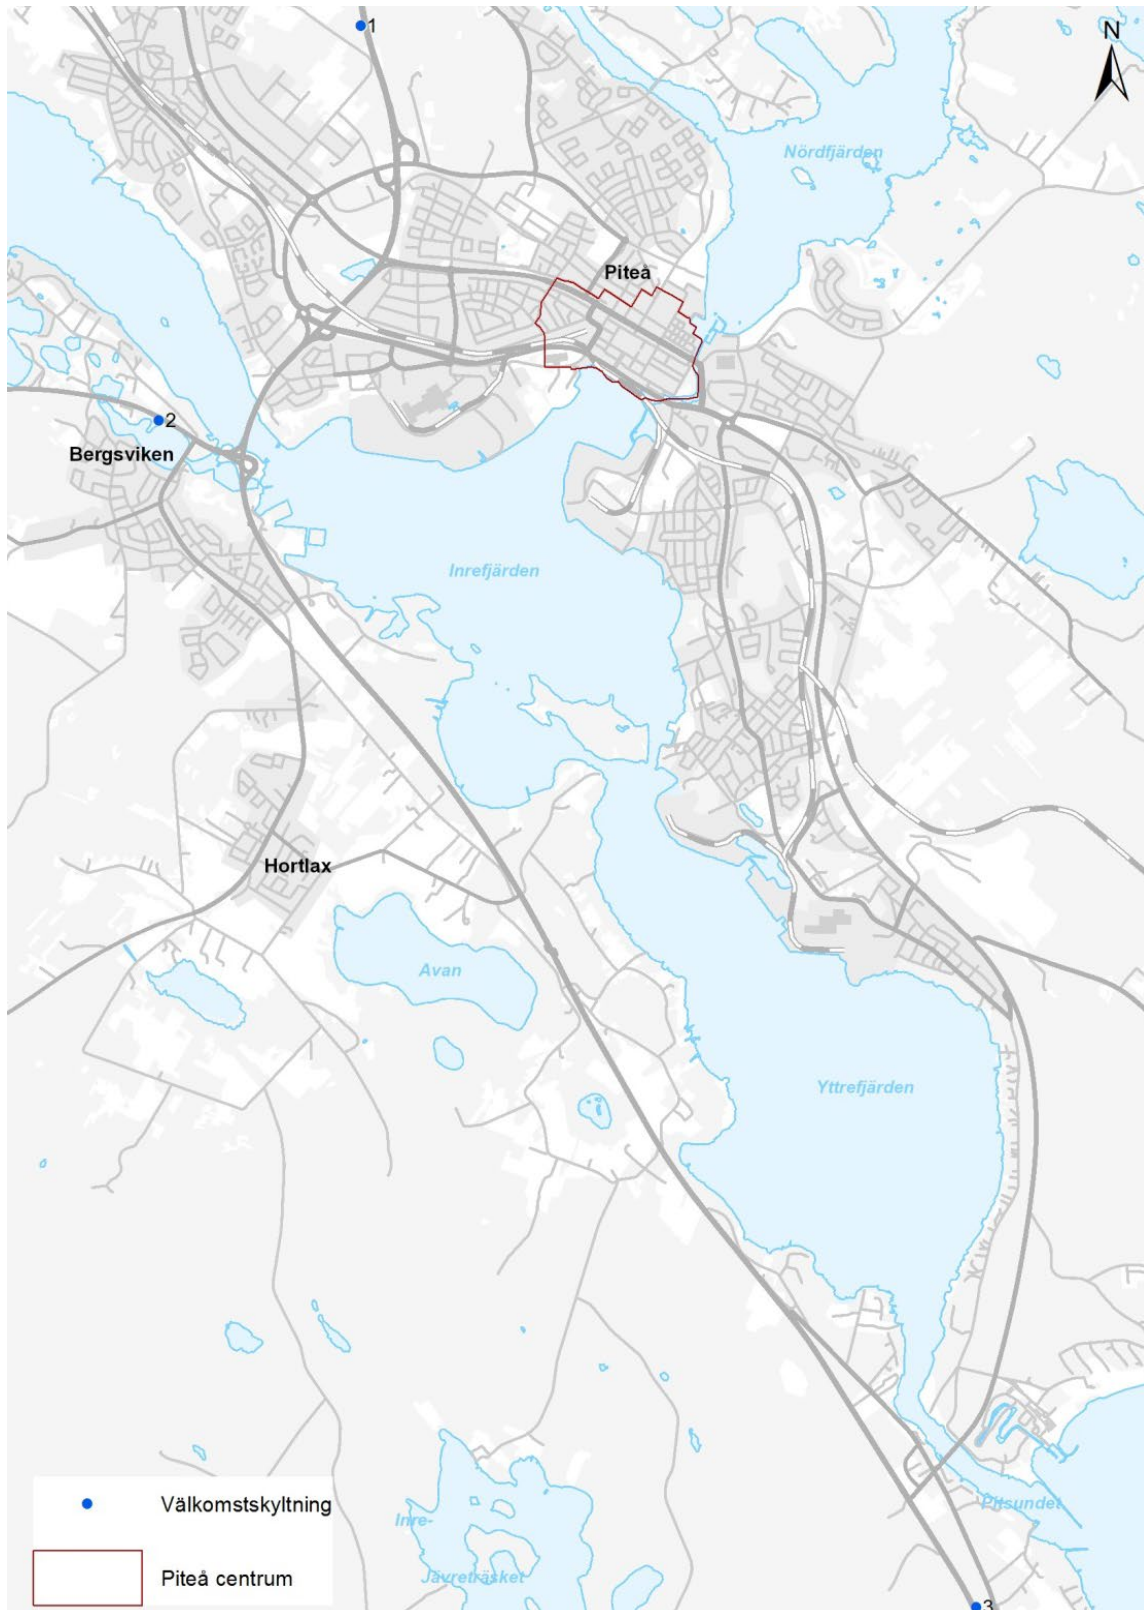 1
N
Nördfjärden
Piteå
2
Bergsviken
Inrefjärden
Hortlax
Avan
Yttrefjärden
Pitsundet
Inre-
Jävreträsket
3
Välkomstskyltning
Piteå centrum